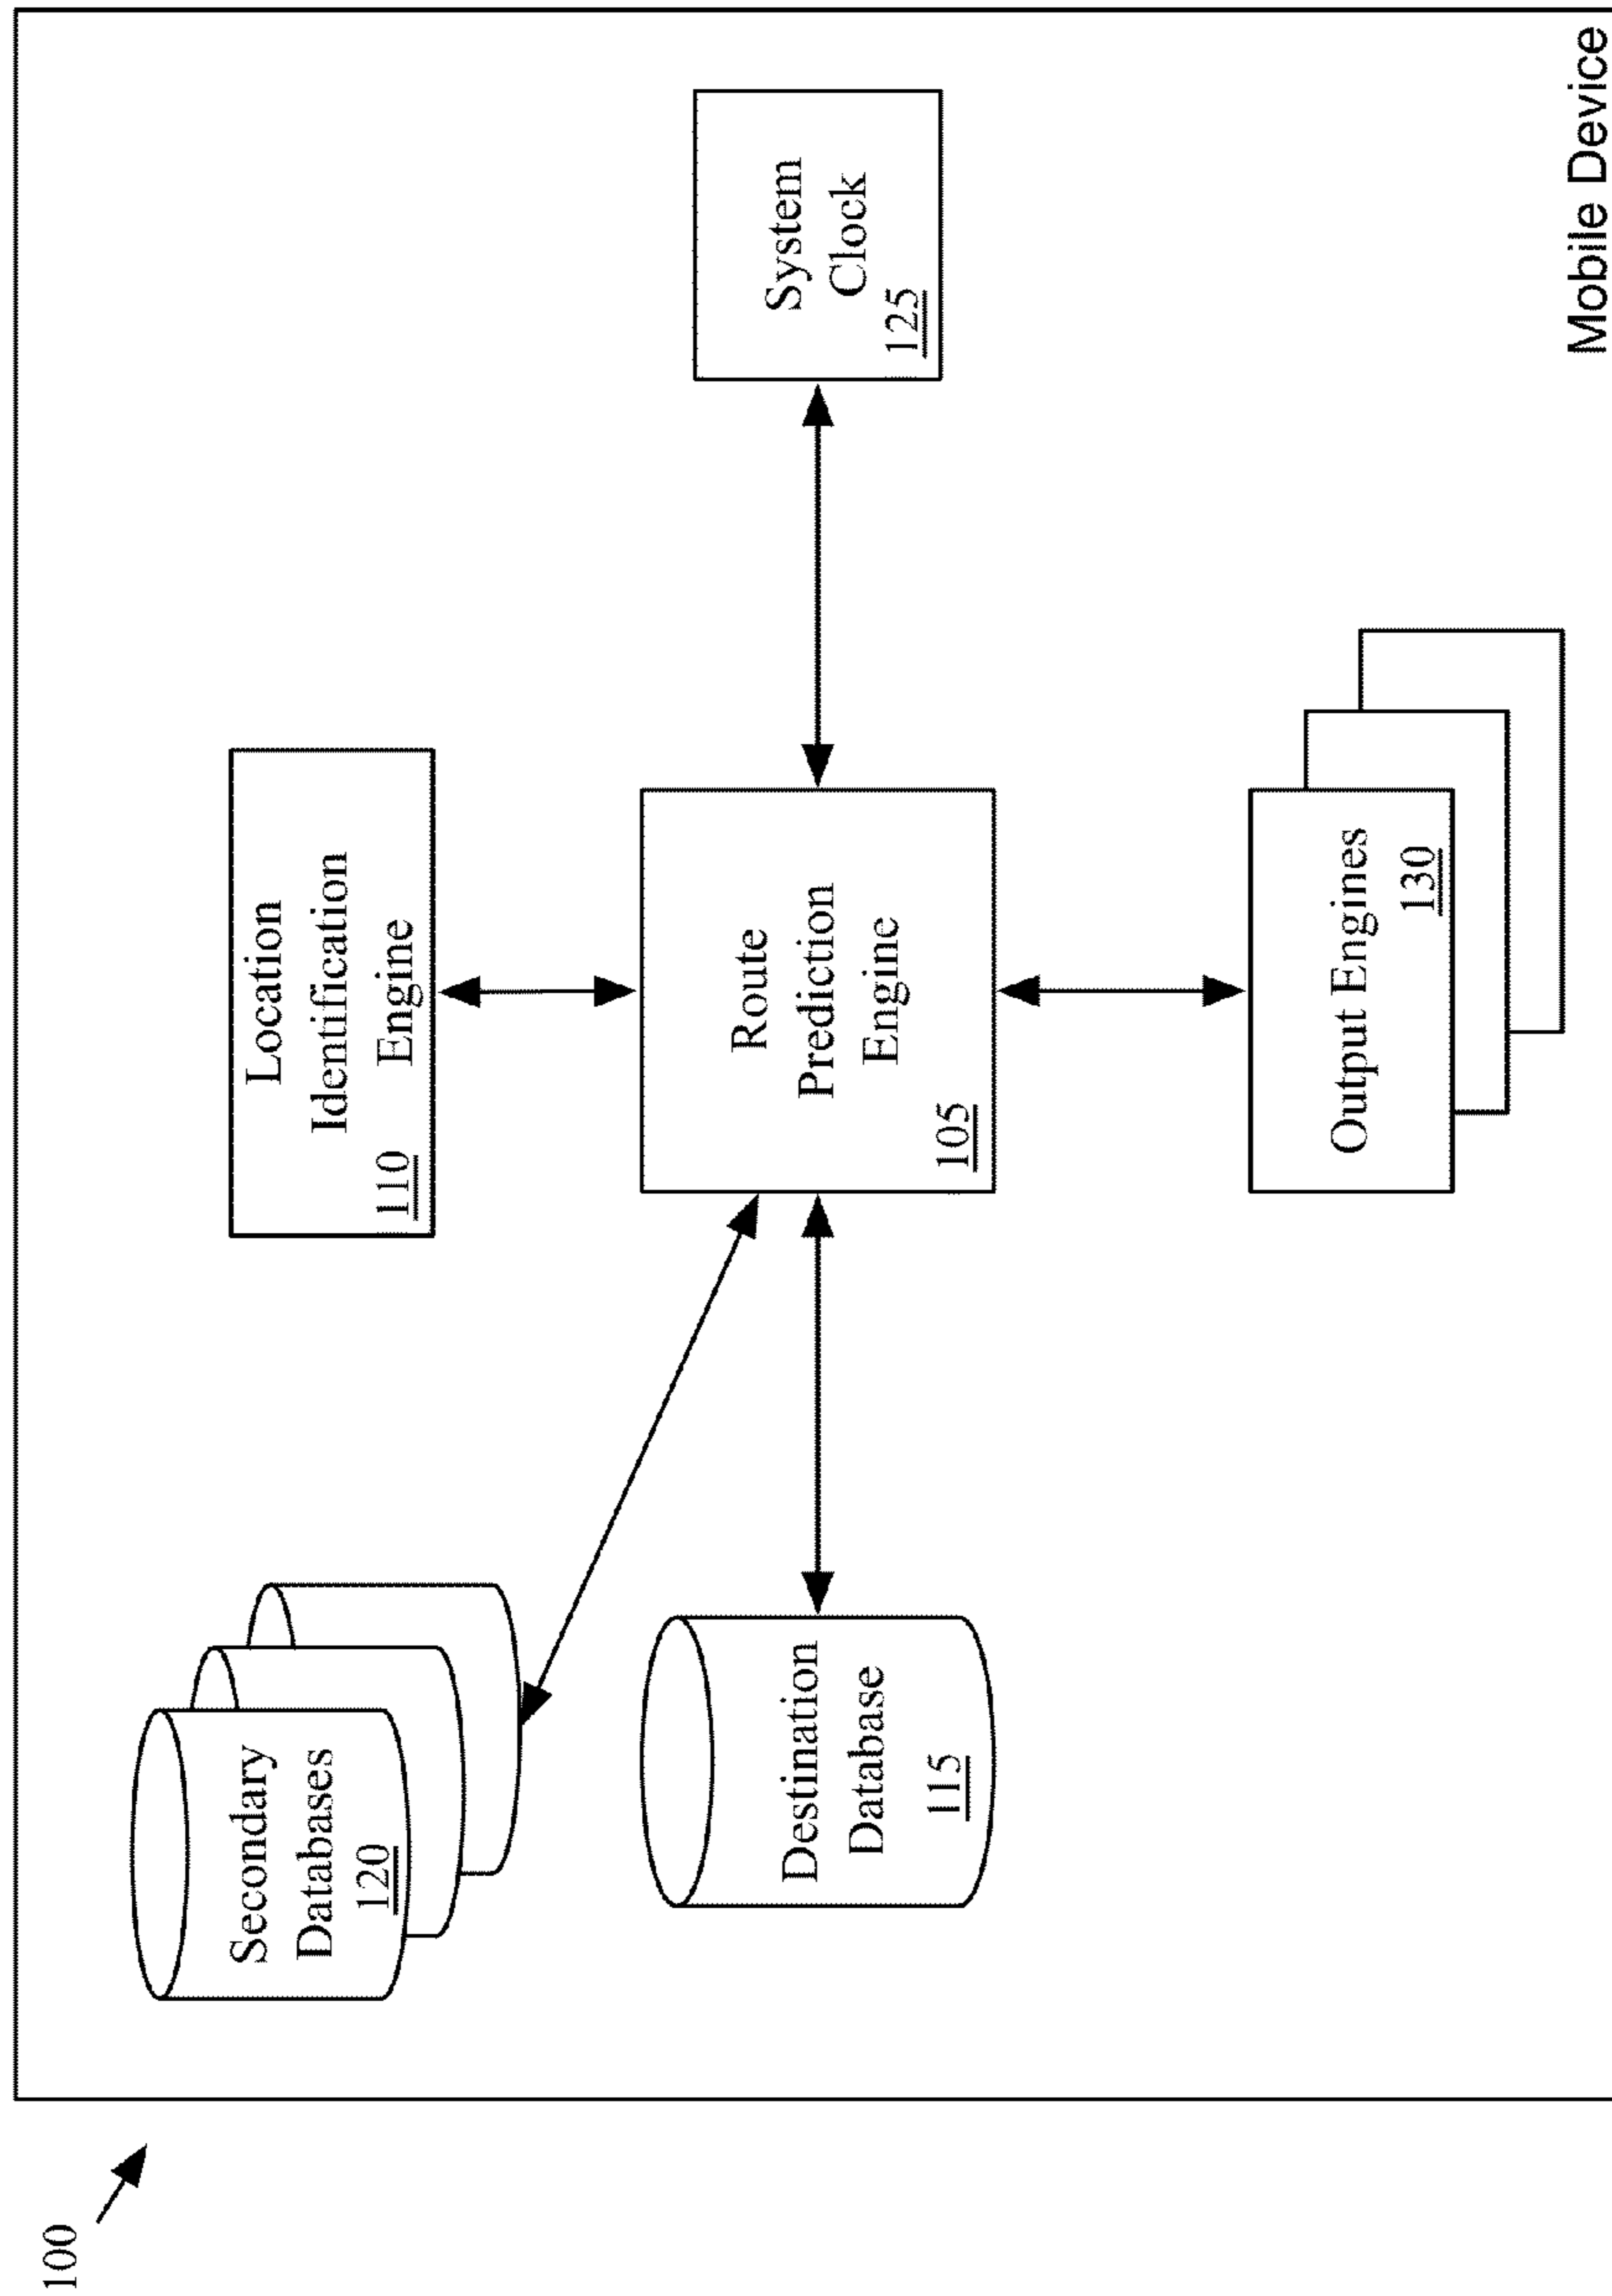 100
Secondary
Databases
120
Location
Identification
Engine
110
System
Clock
125
Route
Prediction
Engine
105
Destination
Database
115
Output Engines
130
Mobile Device